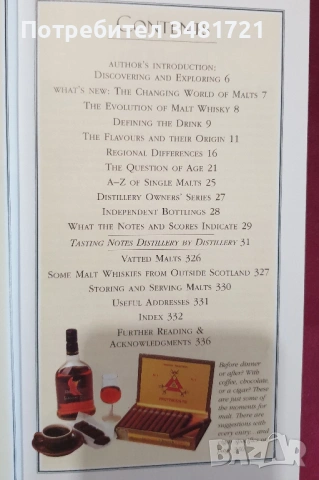 Потребител 3481721
CONTENTS
AUTHOR'S INTRODUCTION:
DISCOVERING AND EXPLORING 6
WHAT'S NEW: THE CHANGING WORLD OF MALTS 7
THE EVOLUTION OF MALT WHISKY 8
DEFINING THE DRINK 9
THE FLAVOURS AND THEIR ORIGIN 11
REGIONAL DIFFERENCES 16
THE QUESTION OF AGE 21
A–Z OF SINGLE MALTS 25
DISTILLERY OWNERS' SERIES 27
INDEPENDENT BOTTLINGS 28
WHAT THE NOTES AND SCORES INDICATE 29
TASTING NOTES DISTILLERY BY DISTILLERY 31
VATTED MALTS 326
SOME MALT WHISKIES FROM OUTSIDE SCOTLAND 327
STORING AND SERVING MALTS 330
USEFUL ADDRESSES 331
INDEX 332
FURTHER READING &
ACKNOWLEDGMENTS 336
Before dinner
or after? With
coffee, chocolate,
or a cigar? These
are just some of
the moments for
malt. There are
suggestions with
every entry
BAZAR